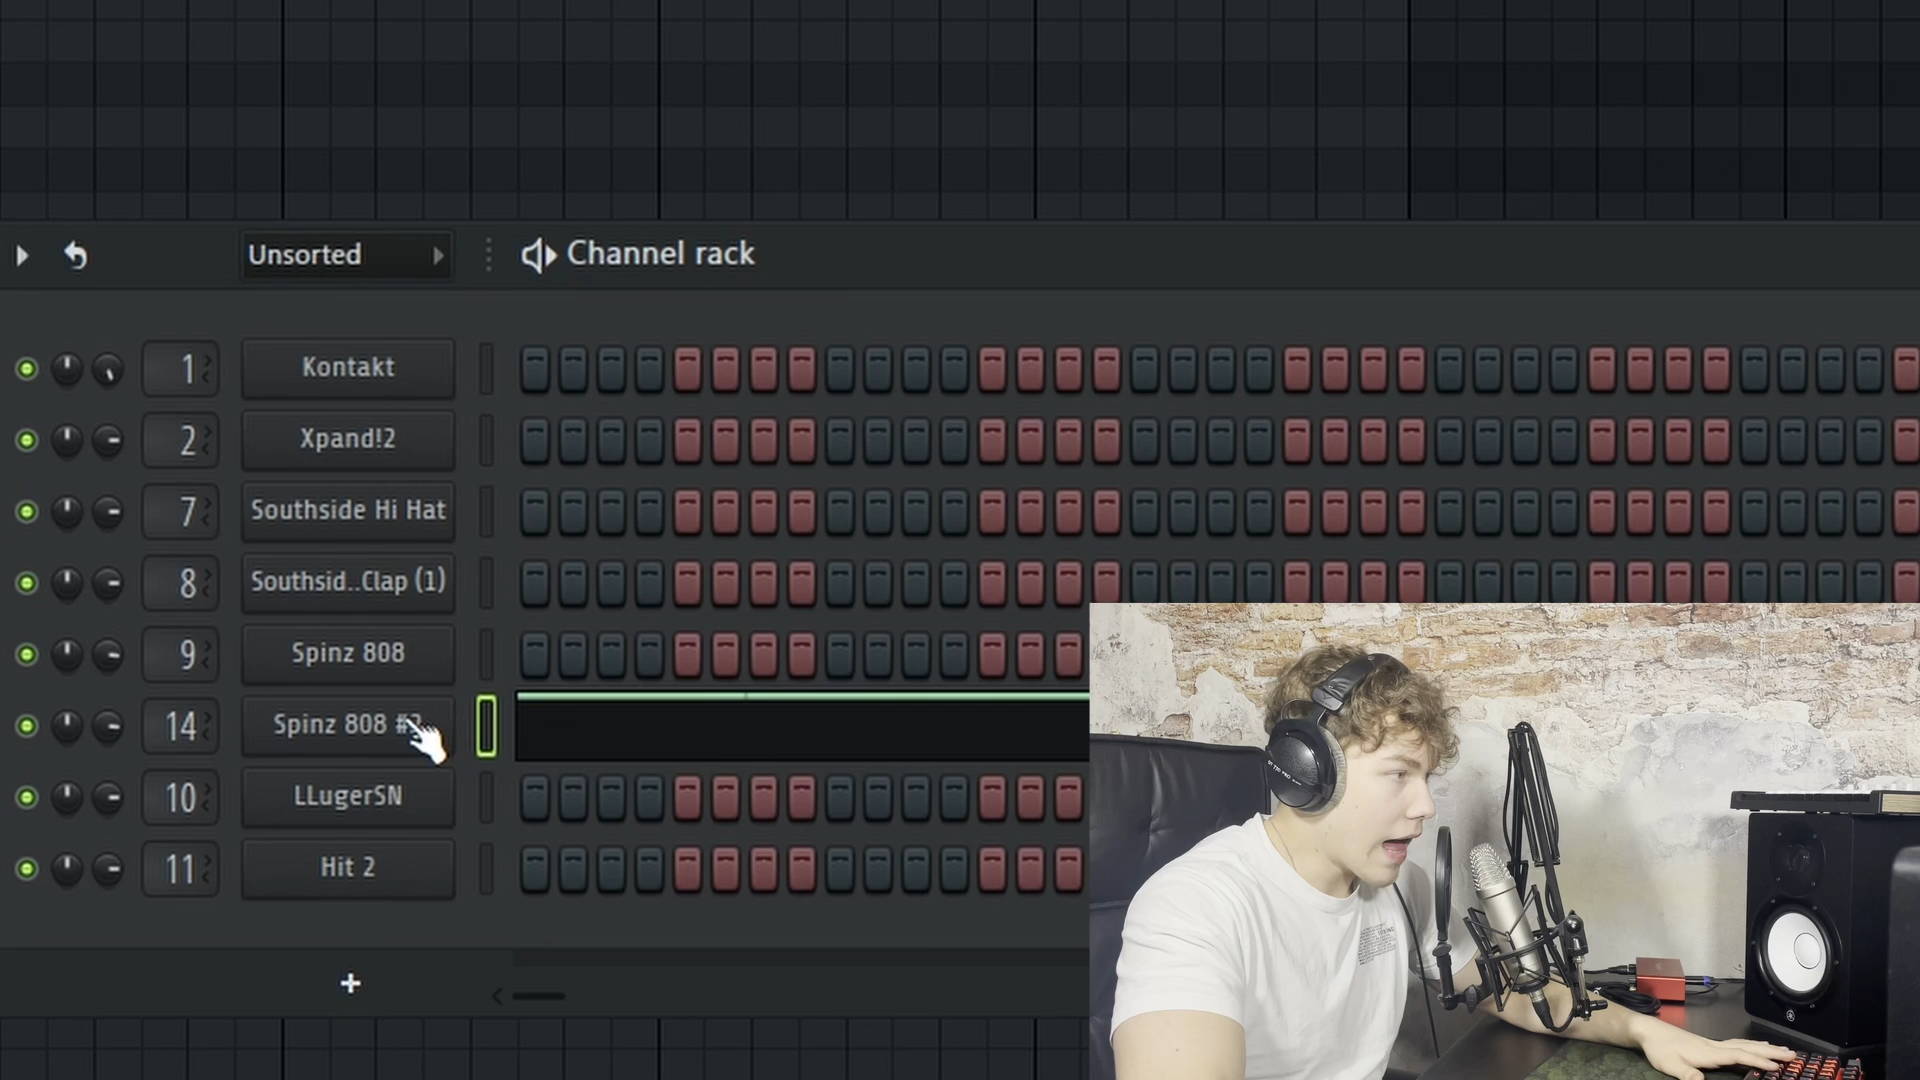 Unsorted
Channel rack
1 Kontakt
2 Xpand!2
7 Southside Hi Hat
8 Southsid..Clap (1)
9 Spinz 808
14 Spinz 808
10 LLugerSN
11 Hit 2
+